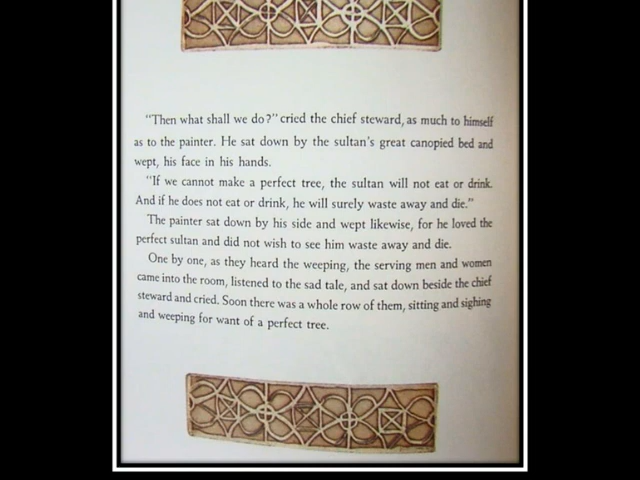 "Then what shall we do?" cried the chief steward, as much to himself
as to the painter. He sat down by the sultan's great canopied bed and
wept, his face in his hands.
"If we cannot make a perfect tree, the sultan will not eat or drink.
And if he does not eat or drink, he will surely waste away and die."
The painter sat down by his side and wept likewise, for he loved the
perfect sultan and did not wish to see him waste away and die.
One by one, as they heard the weeping, the serving men and women
came into the room, listened to the sad tale, and sat down beside the chief
steward and cried. Soon there was a whole row of them, sitting and sighing
and weeping for want of a perfect tree.